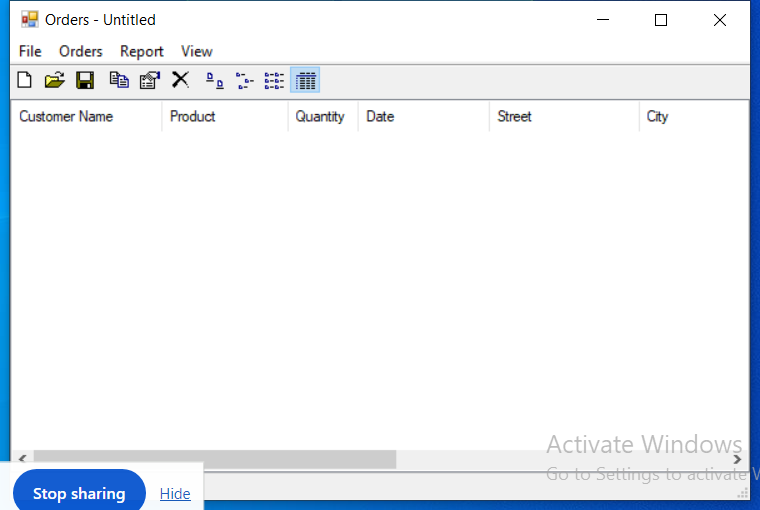 Orders - Untitled
File Orders Report View
Customer Name Product Quantity Date Street City
Activate Windows
Go to Settings to activate W
Stop sharing Hide